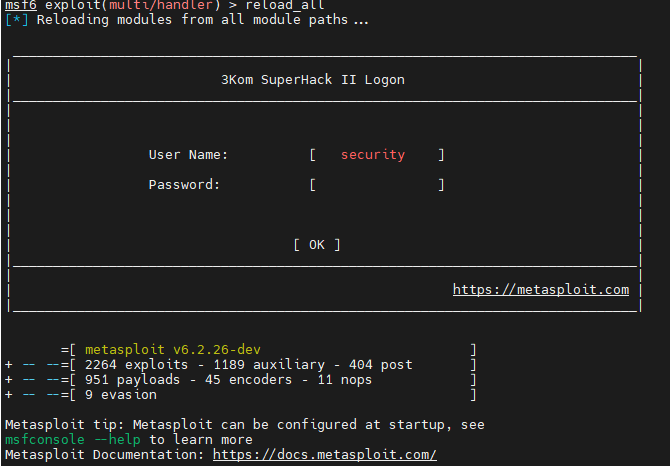 msf6 exploit(multi/handler) > reload_all
[*] Reloading modules from all module paths...
3Kom SuperHack II Logon
User Name: [ security ]
Password: [ ]
[ OK ]
https://metasploit.com
=[ metasploit v6.2.26-dev ]
+ -- --=[ 2264 exploits - 1189 auxiliary - 404 post ]
+ -- --=[ 951 payloads - 45 encoders - 11 nops ]
+ -- --=[ 9 evasion ]
Metasploit tip: Metasploit can be configured at startup, see
msfconsole --help to learn more
Metasploit Documentation: https://docs.metasploit.com/